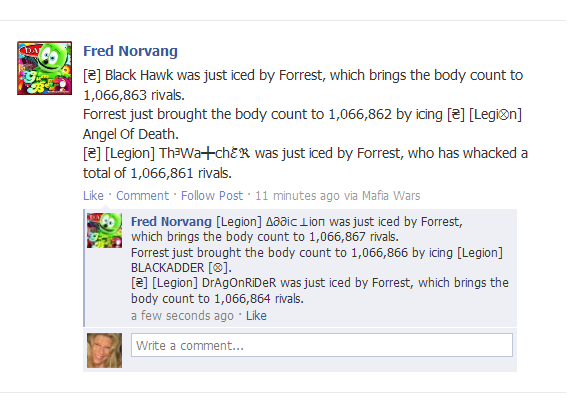 Fred Norvang
[₴] Black Hawk was just iced by Forrest, which brings the body count to
1,066,863 rivals.
Forrest just brought the body count to 1,066,862 by icing [₴] [Legi⊗n]
Angel Of Death.
[₴] [Legion] ThᴲWa╋chℰℜ was just iced by Forrest, who has whacked a
total of 1,066,861 rivals.
Like · Comment · Follow Post · 11 minutes ago via Mafia Wars
Fred Norvang [Legion] Δ∂∂ic⊥ion was just iced by Forrest,
which brings the body count to 1,066,867 rivals.
Forrest just brought the body count to 1,066,866 by icing [Legion]
BLACKADDER [⊗].
[₴] [Legion] DrAgOnRiDeR was just iced by Forrest, which brings the
body count to 1,066,864 rivals.
a few seconds ago · Like
Write a comment...